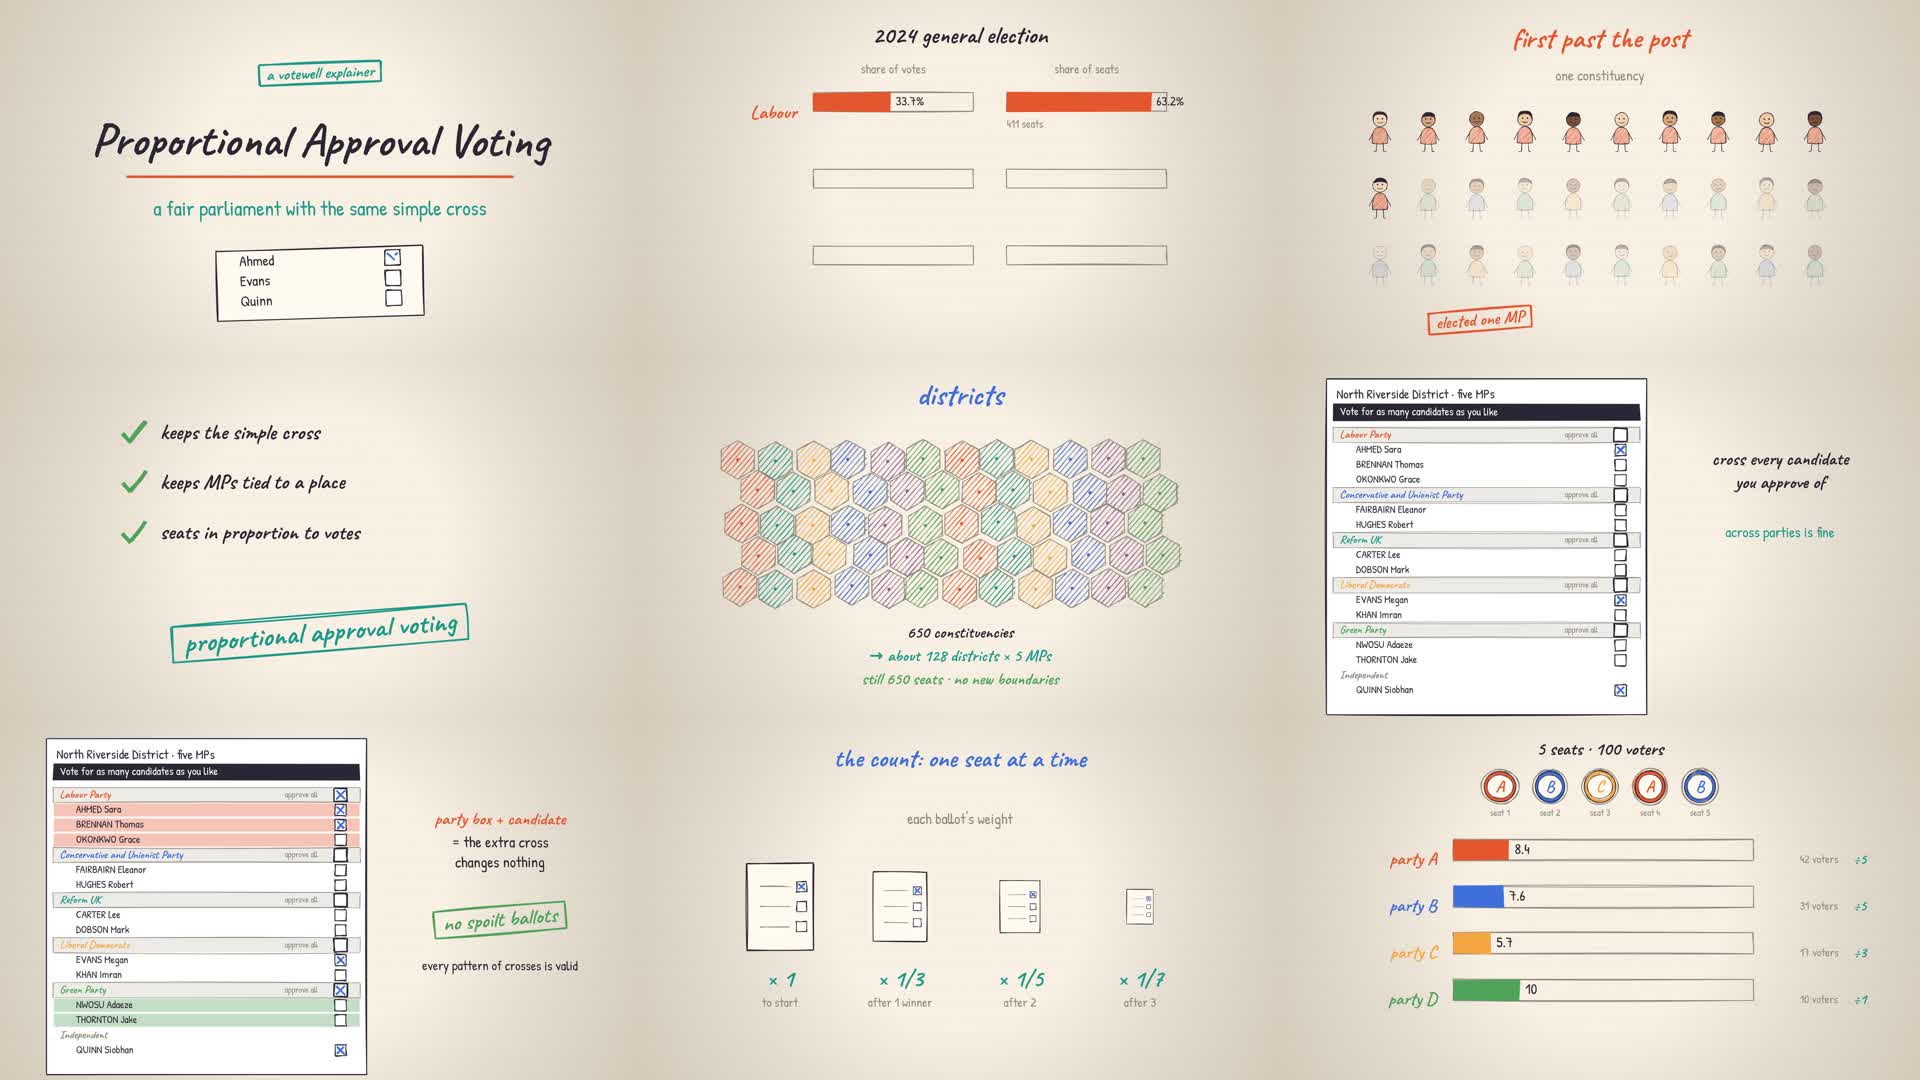 a votewell explainer
Proportional Approval Voting
a fair parliament with the same simple cross
Ahmed
Evans
Quinn
2024 general election
share of votes
share of seats
Labour
33.7%
63.2%
411 seats
first past the post
one constituency
elected one MP
keeps the simple cross
keeps MPs tied to a place
seats in proportion to votes
proportional approval voting
districts
650 constituencies
→ about 128 districts × 5 MPs
still 650 seats · no new boundaries
North Riverside District · five MPs
Vote for as many candidates as you like
Labour Party approve all
AHMED Sara
BRENNAN Thomas
OKONKWO Grace
Conservative and Unionist Party approve all
FAIRBAIRN Eleanor
HUGHES Robert
Reform UK approve all
CARTER Lee
DOBSON Mark
Liberal Democrats approve all
EVANS Megan
KHAN Imran
Green Party approve all
NWOSU Adaeze
THORNTON Jake
Independent
QUINN Siobhan
cross every candidate
you approve of
across parties is fine
North Riverside District · five MPs
Vote for as many candidates as you like
Labour Party approve all
AHMED Sara
BRENNAN Thomas
OKONKWO Grace
Conservative and Unionist Party approve all
FAIRBAIRN Eleanor
HUGHES Robert
Reform UK approve all
CARTER Lee
DOBSON Mark
Liberal Democrats approve all
EVANS Megan
KHAN Imran
Green Party approve all
NWOSU Adaeze
THORNTON Jake
Independent
QUINN Siobhan
party box + candidate
= the extra cross
changes nothing
no spoilt ballots
every pattern of crosses is valid
the count: one seat at a time
each ballot's weight
× 1
to start
× 1/3
after 1 winner
× 1/5
after 2
× 1/7
after 3
5 seats · 100 voters
A B C A B
seat 1 seat 2 seat 3 seat 4 seat 5
party A 8.4 42 voters ÷5
party B 7.6 31 voters ÷5
party C 5.7 17 voters ÷3
party D 10 10 voters ÷1